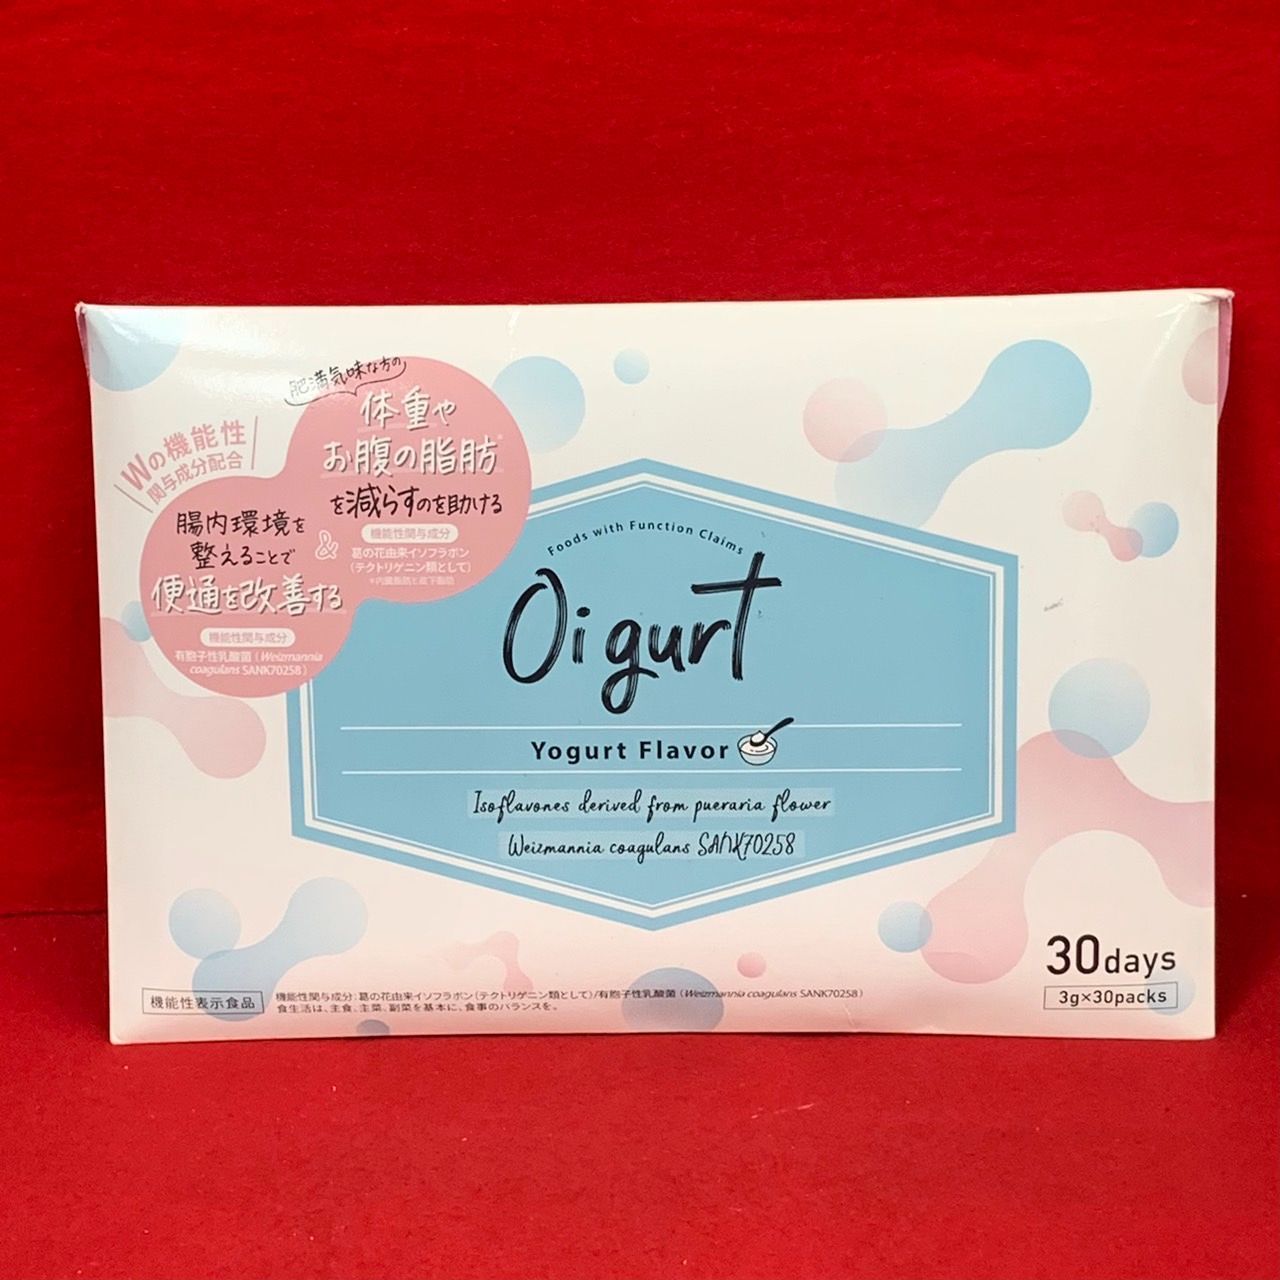 肥満気味な方の
体重や
お腹の脂肪*
を減らすのを助ける
機能性関与成分
葛の花由来イソフラボン
(テクトリゲニン類として)
*内臓脂肪と皮下脂肪
Wの機能性
関与成分配合
&
腸内環境を
整えることで
便通を改善する
機能性関与成分
有胞子性乳酸菌(Weizmannia
coagulans SANK70258)
Foods with Function Claims
Oigurt
Yogurt Flavor
Isoflavones derived from pueraria flower
Weizmannia coagulans SANK70258
30days
3g×30packs
機能性表示食品
機能性関与成分:葛の花由来イソフラボン(テクトリゲニン類として)/有胞子性乳酸菌(Weizmannia coagulans SANK70258)
食生活は、主食、主菜、副菜を基本に、食事のバランスを。